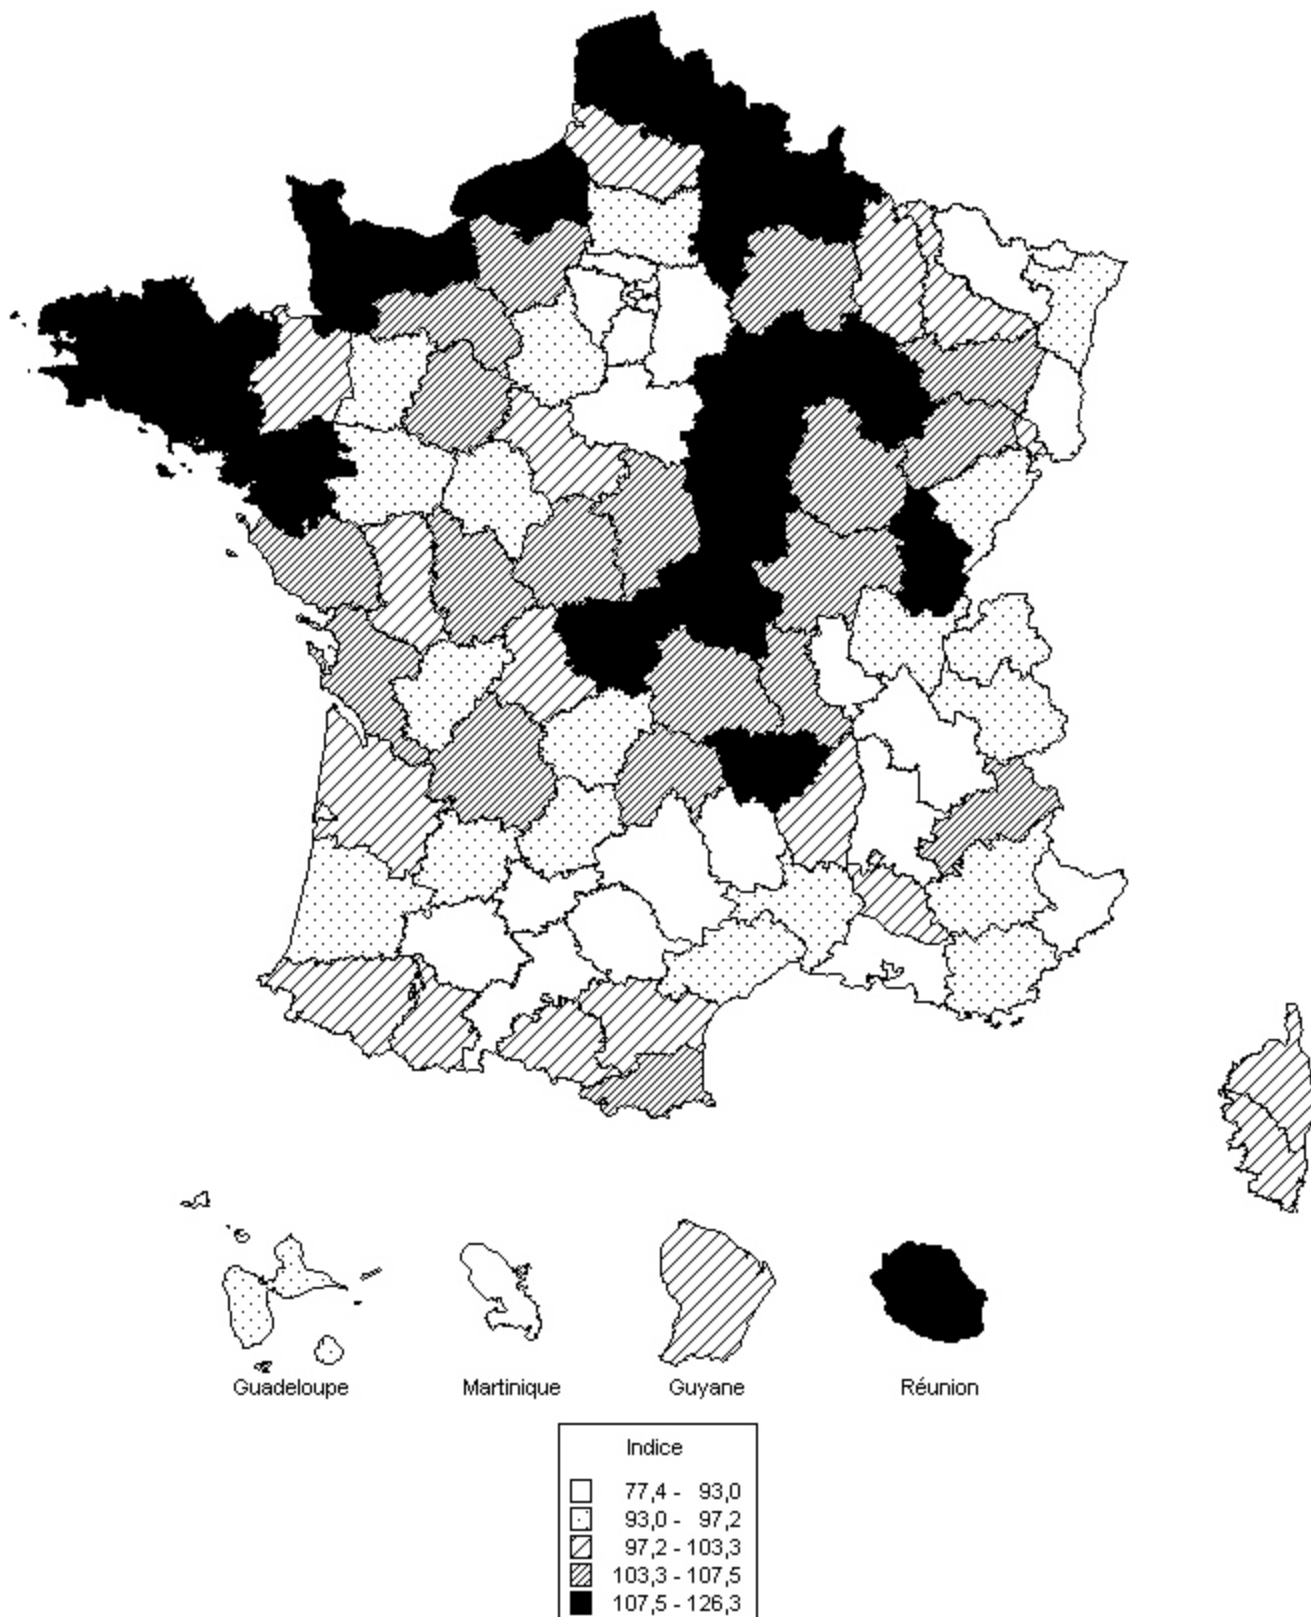 Guadeloupe
Martinique
Guyane
Réunion
Indice
77,4 - 93,0
93,0 - 97,2
97,2 - 103,3
103,3 - 107,5
107,5 - 126,3